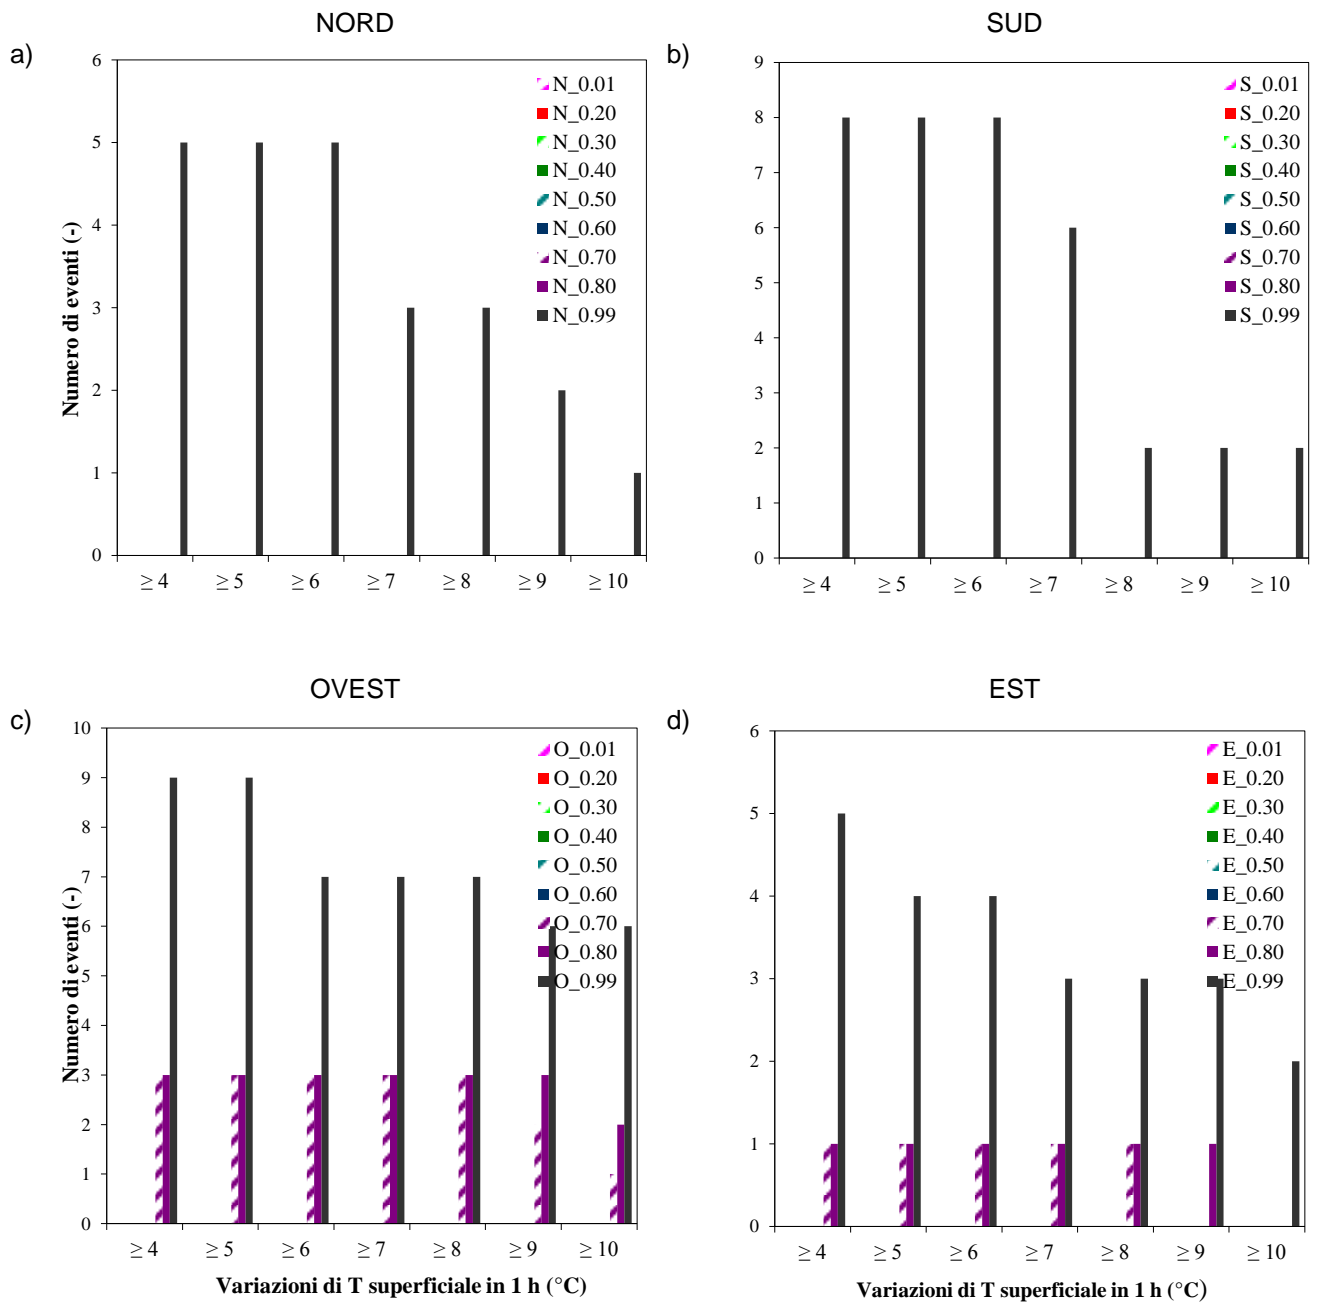 NORD
a)
6
5
4
3
2
1
0
Numero di eventi (-)
N_0.01
N_0.20
N_0.30
N_0.40
N_0.50
N_0.60
N_0.70
N_0.80
N_0.99
≥ 4 ≥ 5 ≥ 6 ≥ 7 ≥ 8 ≥ 9 ≥ 10
SUD
b)
9
8
7
6
5
4
3
2
1
0
S_0.01
S_0.20
S_0.30
S_0.40
S_0.50
S_0.60
S_0.70
S_0.80
S_0.99
≥ 4 ≥ 5 ≥ 6 ≥ 7 ≥ 8 ≥ 9 ≥ 10
OVEST
c)
10
9
8
7
6
5
4
3
2
1
0
Numero di eventi (-)
O_0.01
O_0.20
O_0.30
O_0.40
O_0.50
O_0.60
O_0.70
O_0.80
O_0.99
≥ 4 ≥ 5 ≥ 6 ≥ 7 ≥ 8 ≥ 9 ≥ 10
Variazioni di T superficiale in 1 h (°C)
EST
d)
6
5
4
3
2
1
0
E_0.01
E_0.20
E_0.30
E_0.40
E_0.50
E_0.60
E_0.70
E_0.80
E_0.99
≥ 4 ≥ 5 ≥ 6 ≥ 7 ≥ 8 ≥ 9 ≥ 10
Variazioni di T superficiale in 1 h (°C)